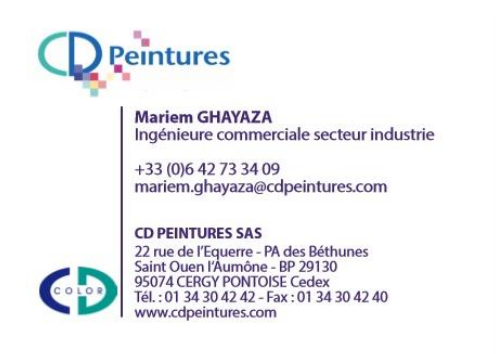 CD Peintures
Mariem GHAYAZA
Ingénieure commerciale secteur industrie
+33 (0)6 42 73 34 09
mariem.ghayaza@cdpeintures.com
CD PEINTURES SAS
22 rue de l'Equerre - PA des Béthunes
Saint Ouen l'Aumône - BP 29130
95074 CERGY PONTOISE Cedex
Tél. : 01 34 30 42 42 - Fax : 01 34 30 42 40
www.cdpeintures.com
CD COLOR